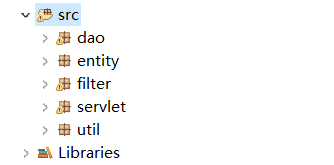 src
dao
entity
filter
servlet
util
Libraries